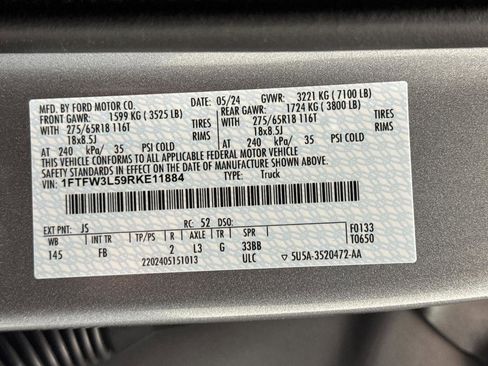 MFD. BY FORD MOTOR CO. 05/24 GVWR: 3221 KG ( 7100 LB)
FRONT GAWR: 1599 KG ( 3525 LB) REAR GAWR: 1724 KG ( 3800 LB)
WITH 275/65R18 116T TIRES WITH 275/65R18 116T TIRES
18x8.5J RIMS 18x8.5J RIMS
AT 240 kPa/ 35 PSI COLD AT 240 kPa/ 35 PSI COLD
THIS VEHICLE CONFORMS TO ALL APPLICABLE FEDERAL MOTOR VEHICLE
SAFETY STANDARDS IN EFFECT ON THE DATE OF MANUFACTURE SHOWN ABOVE.
VIN: 1FTFW3L59RKE11884 TYPE: Truck
EXT PNT: JS RC: 52 DSO: F0133
WB INT TR TP/PS R AXLE TR SPR T0650
145 FB 2 L3 G 33BB
2202405151013 ULC ▽ 5U5A-3520472-AA